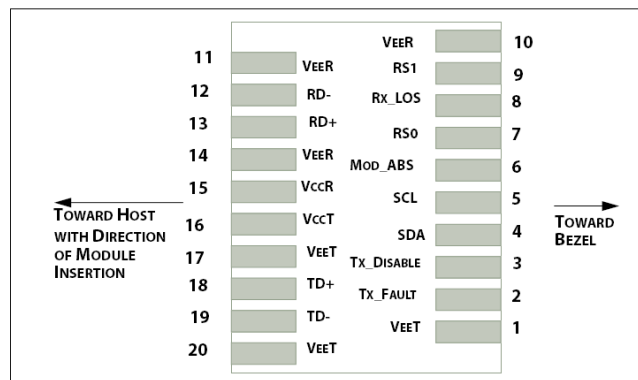 11 VEER
12 RD-
13 RD+
14 VEER
15 VCCR
16 VCCT
17 VEET
18 TD+
19 TD-
20 VEET
VEER 10
RS1 9
RX_LOS 8
RS0 7
MOD_ABS 6
SCL 5
SDA 4
TX_DISABLE 3
TX_FAULT 2
VEET 1
TOWARD HOST
WITH DIRECTION
OF MODULE
INSERTION
TOWARD
BEZEL